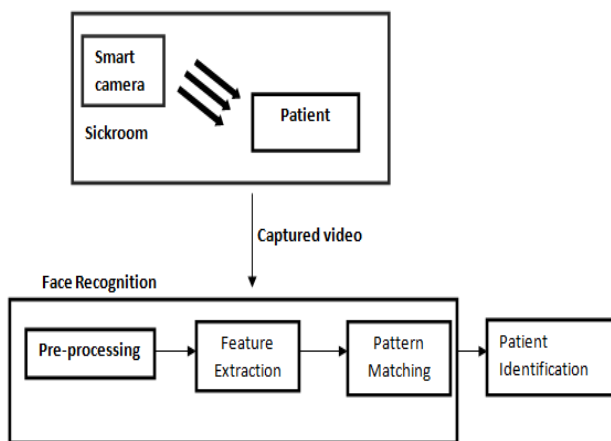 Smart
camera
Patient
Sickroom
Captured video
Face Recognition
Pre-processing
Feature
Extraction
Pattern
Matching
Patient
Identification